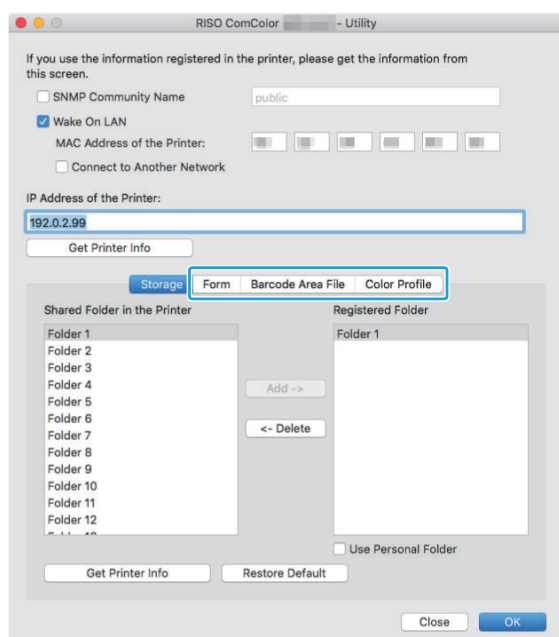 RISO ComColor - Utility
If you use the information registered in the printer, please get the information from
this screen.
SNMP Community Name
public
Wake On LAN
MAC Address of the Printer:
Connect to Another Network
IP Address of the Printer:
192.0.2.99
Get Printer Info
Storage Form Barcode Area File Color Profile
Shared Folder in the Printer Registered Folder
Folder 1 Folder 1
Folder 2
Folder 3
Folder 4
Add ->
Folder 5
Folder 6
<- Delete
Folder 7
Folder 8
Folder 9
Folder 10
Folder 11
Folder 12
Use Personal Folder
Get Printer Info Restore Default
Close OK